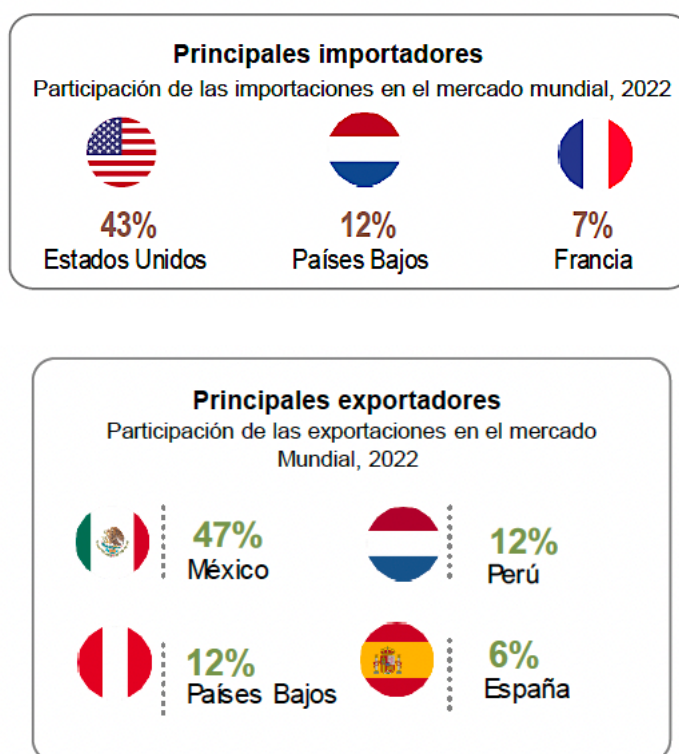 Principales importadores
Participación de las importaciones en el mercado mundial, 2022
43%
Estados Unidos
12%
Países Bajos
7%
Francia
Principales exportadores
Participación de las exportaciones en el mercado
Mundial, 2022
47%
México
12%
Perú
12%
Países Bajos
6%
España